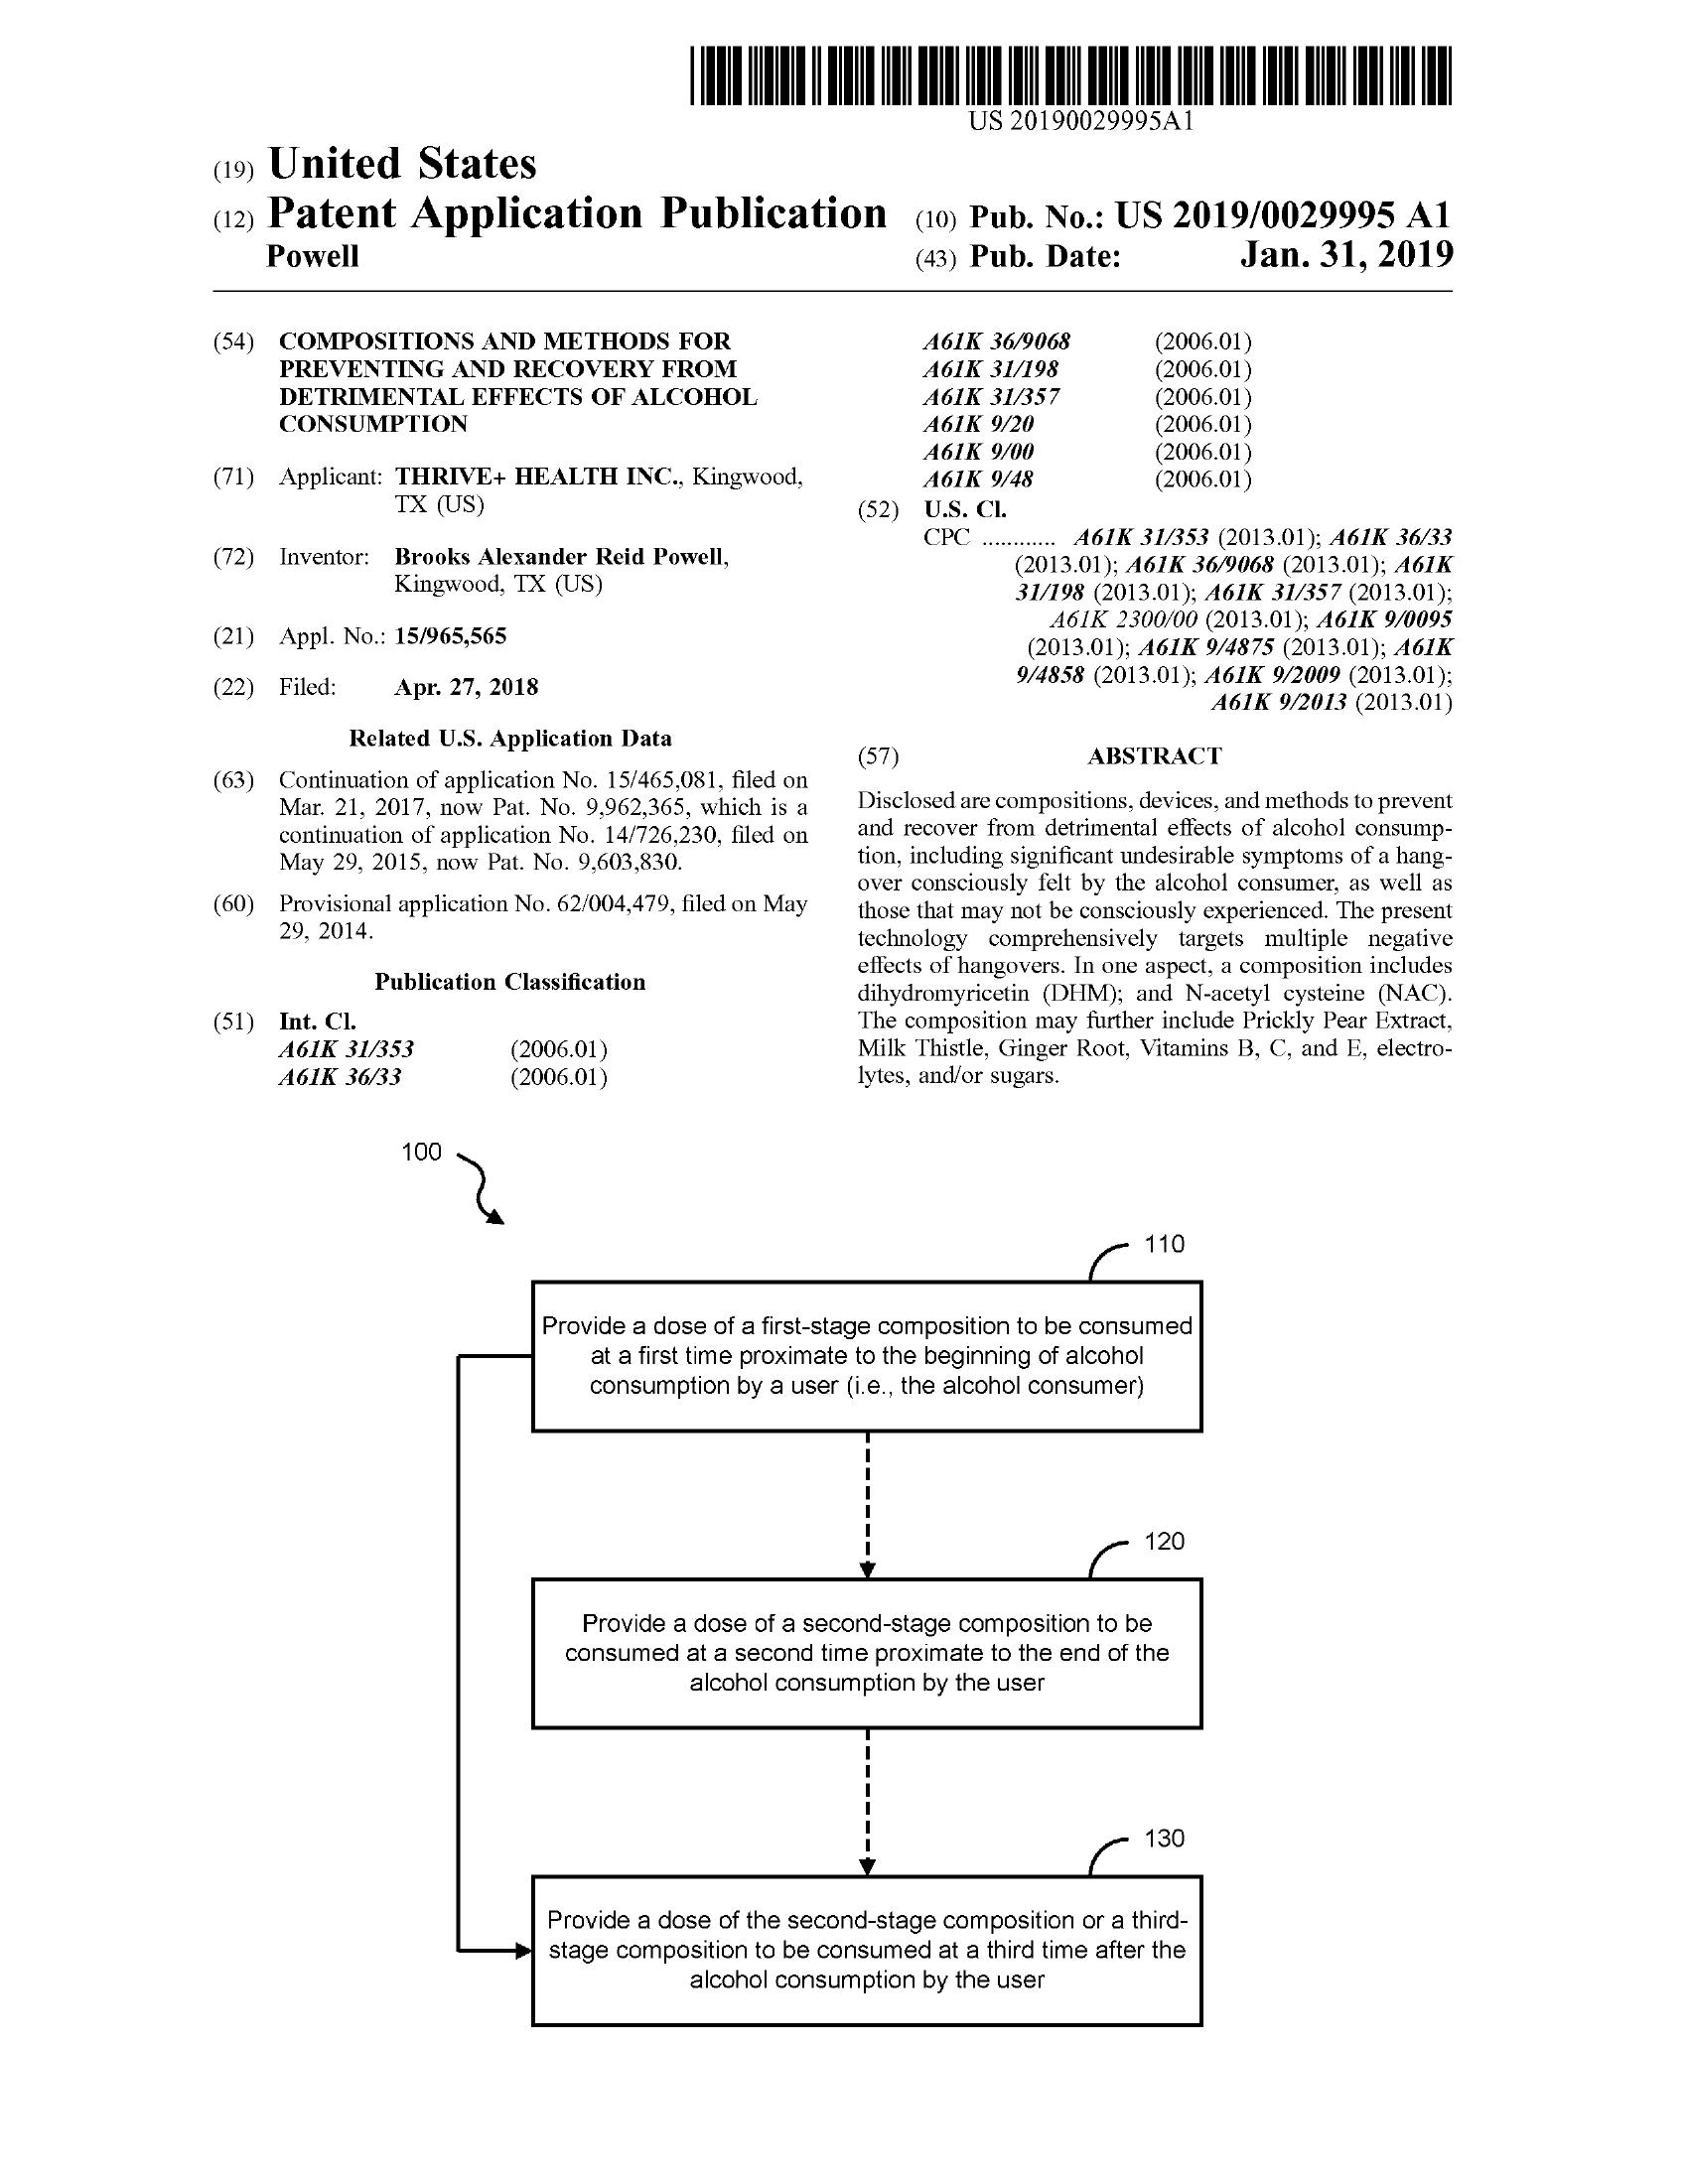 US 20190029995A1
(19) United States
(12) Patent Application Publication
Powell
(10) Pub. No.: US 2019/0029995 A1
(43) Pub. Date: Jan. 31, 2019
(54) COMPOSITIONS AND METHODS FOR
PREVENTING AND RECOVERY FROM
DETRIMENTAL EFFECTS OF ALCOHOL
CONSUMPTION
(71) Applicant: THRIVE+ HEALTH INC., Kingwood,
TX (US)
(72) Inventor: Brooks Alexander Reid Powell,
Kingwood, TX (US)
(21) Appl. No.: 15/965,565
(22) Filed: Apr. 27, 2018
Related U.S. Application Data
(63) Continuation of application No. 15/465,081, filed on
Mar. 21, 2017, now Pat. No. 9,962,365, which is a
continuation of application No. 14/726,230, filed on
May 29, 2015, now Pat. No. 9,603,830.
(60) Provisional application No. 62/004,479, filed on May
29, 2014.
Publication Classification
(51) Int. Cl.
A61K 31/353 (2006.01)
A61K 36/33 (2006.01)
A61K 36/9068 (2006.01)
A61K 31/198 (2006.01)
A61K 31/357 (2006.01)
A61K 9/20 (2006.01)
A61K 9/00 (2006.01)
A61K 9/48 (2006.01)
(52) U.S. Cl.
CPC ............ A61K 31/353 (2013.01); A61K 36/33
(2013.01); A61K 36/9068 (2013.01); A61K
31/198 (2013.01); A61K 31/357 (2013.01);
A61K 2300/00 (2013.01); A61K 9/0095
(2013.01); A61K 9/4875 (2013.01); A61K
9/4858 (2013.01); A61K 9/2009 (2013.01);
A61K 9/2013 (2013.01)
(57) ABSTRACT
Disclosed are compositions, devices, and methods to prevent
and recover from detrimental effects of alcohol consump-
tion, including significant undesirable symptoms of a hang-
over consciously felt by the alcohol consumer, as well as
those that may not be consciously experienced. The present
technology comprehensively targets multiple negative
effects of hangovers. In one aspect, a composition includes
dihydromyricetin (DHM); and N-acetyl cysteine (NAC).
The composition may further include Prickly Pear Extract,
Milk Thistle, Ginger Root, Vitamins B, C, and E, electro-
lytes, and/or sugars.
100
110
Provide a dose of a first-stage composition to be consumed
at a first time proximate to the beginning of alcohol
consumption by a user (i.e., the alcohol consumer)
120
Provide a dose of a second-stage composition to be
consumed at a second time proximate to the end of the
alcohol consumption by the user
130
Provide a dose of the second-stage composition or a third-
stage composition to be consumed at a third time after the
alcohol consumption by the user